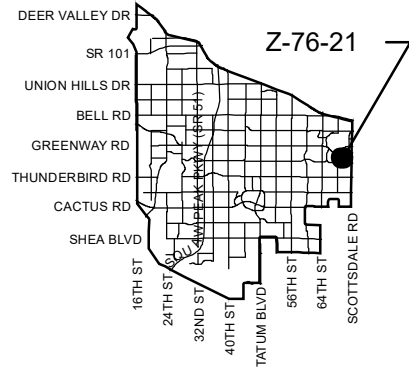 DEER VALLEY DR
SR 101
Z-76-21
UNION HILLS DR
BELL RD
GREENWAY RD
THUNDERBIRD RD
CACTUS RD
SHEA BLVD
SQUAW PEAK PKWY (SR 51)
16TH ST
24TH ST
32ND ST
40TH ST
TATUM BLVD
56TH ST
64TH ST
SCOTTSDALE RD